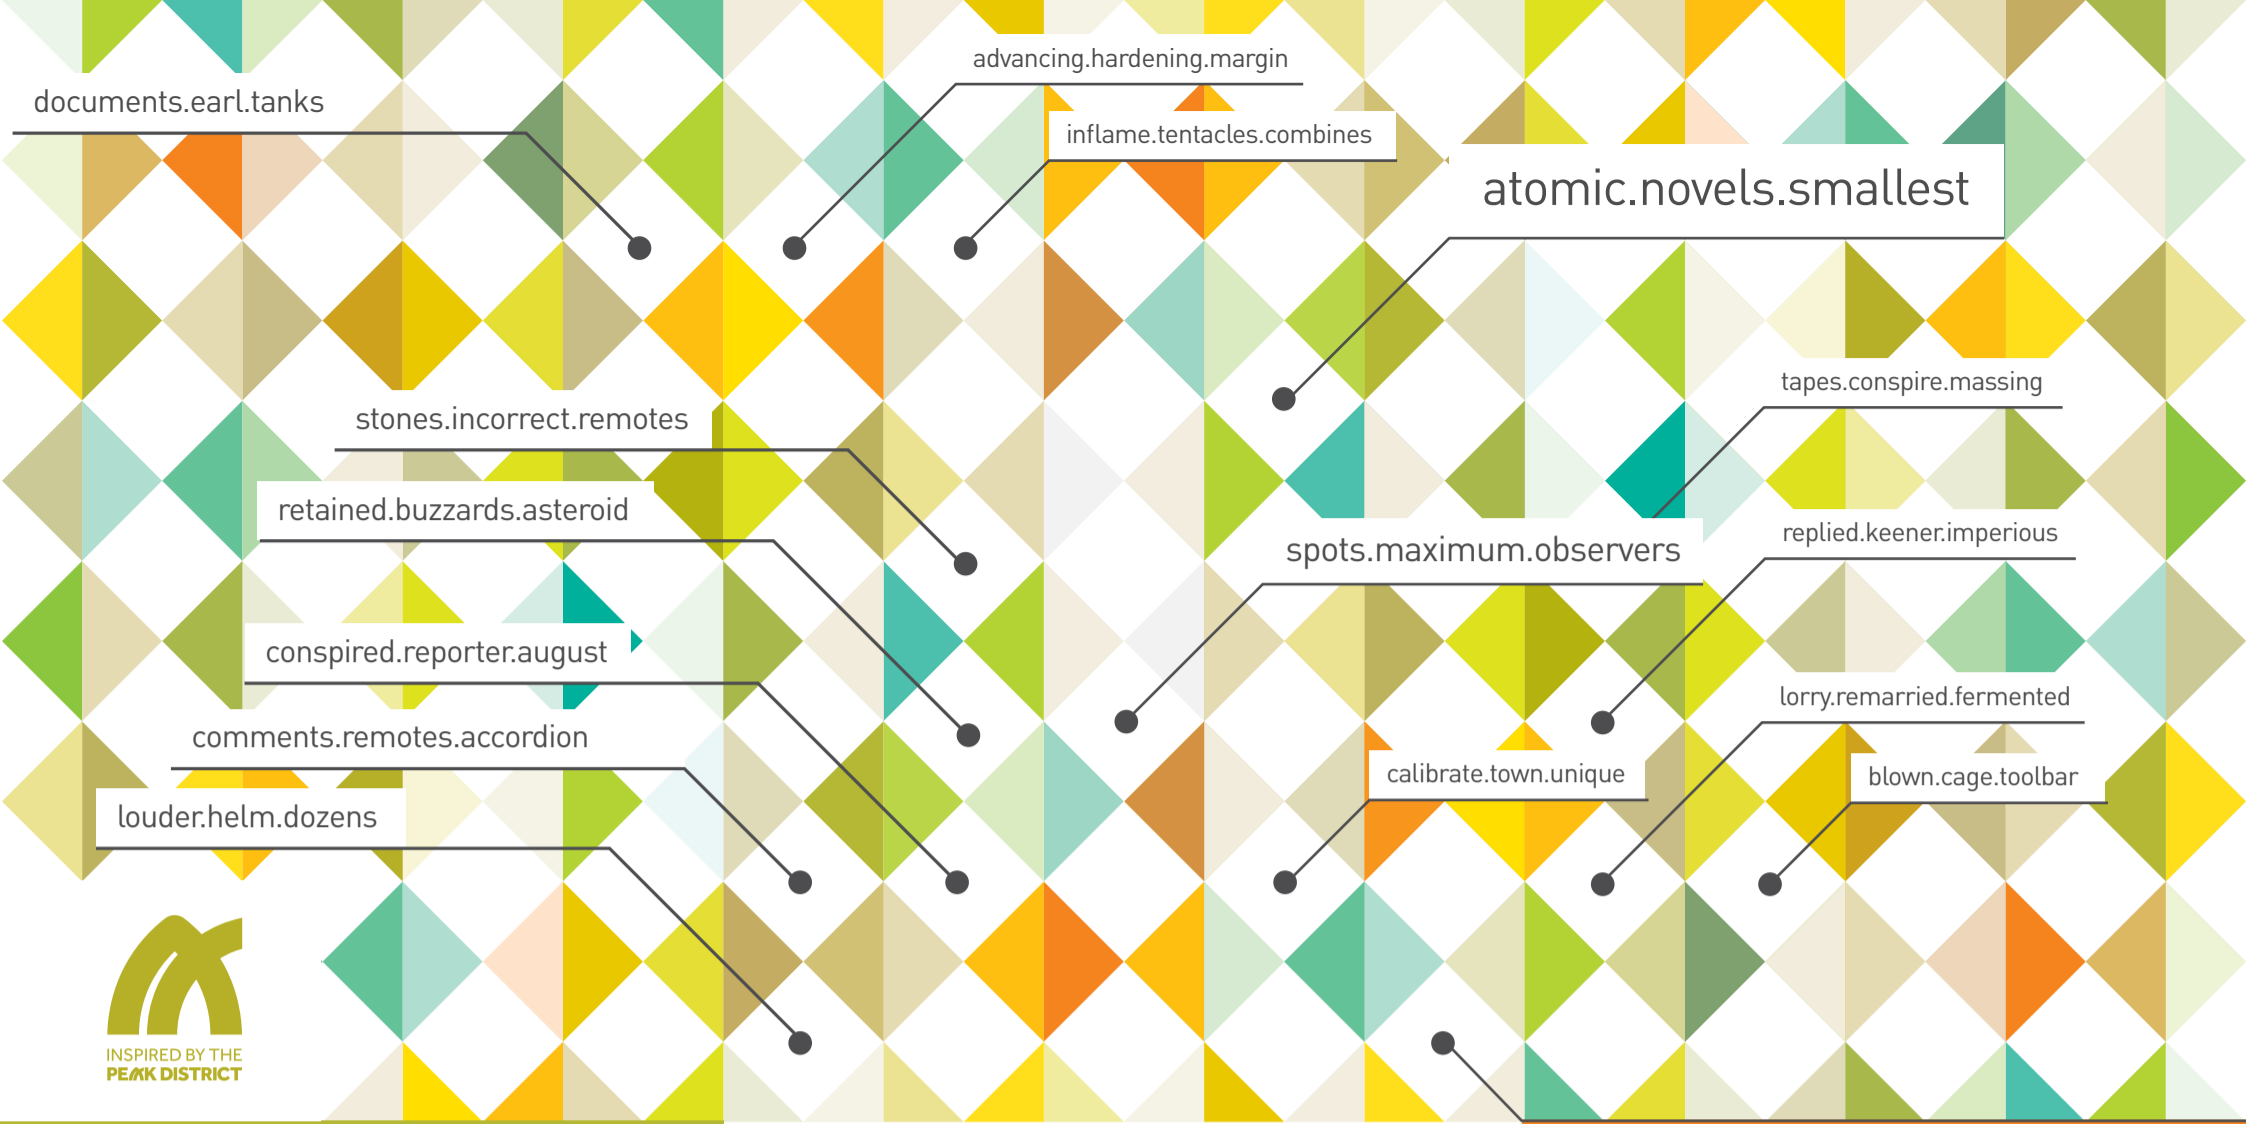 advancing.hardening.margin
documents.earl.tanks
inflame.tentacles.combines
atomic.novels.smallest
tapes.conspire.massing
stones.incorrect.remotes
retained.buzzards.asteroid
replied.keener.imperious
spots.maximum.observers
conspired.reporter.august
lorry.remarried.fermented
comments.remotes.accordion
calibrate.town.unique
blown.cage.toolbar
louder.helm.dozens
INSPIRED BY THE
PEAK DISTRICT